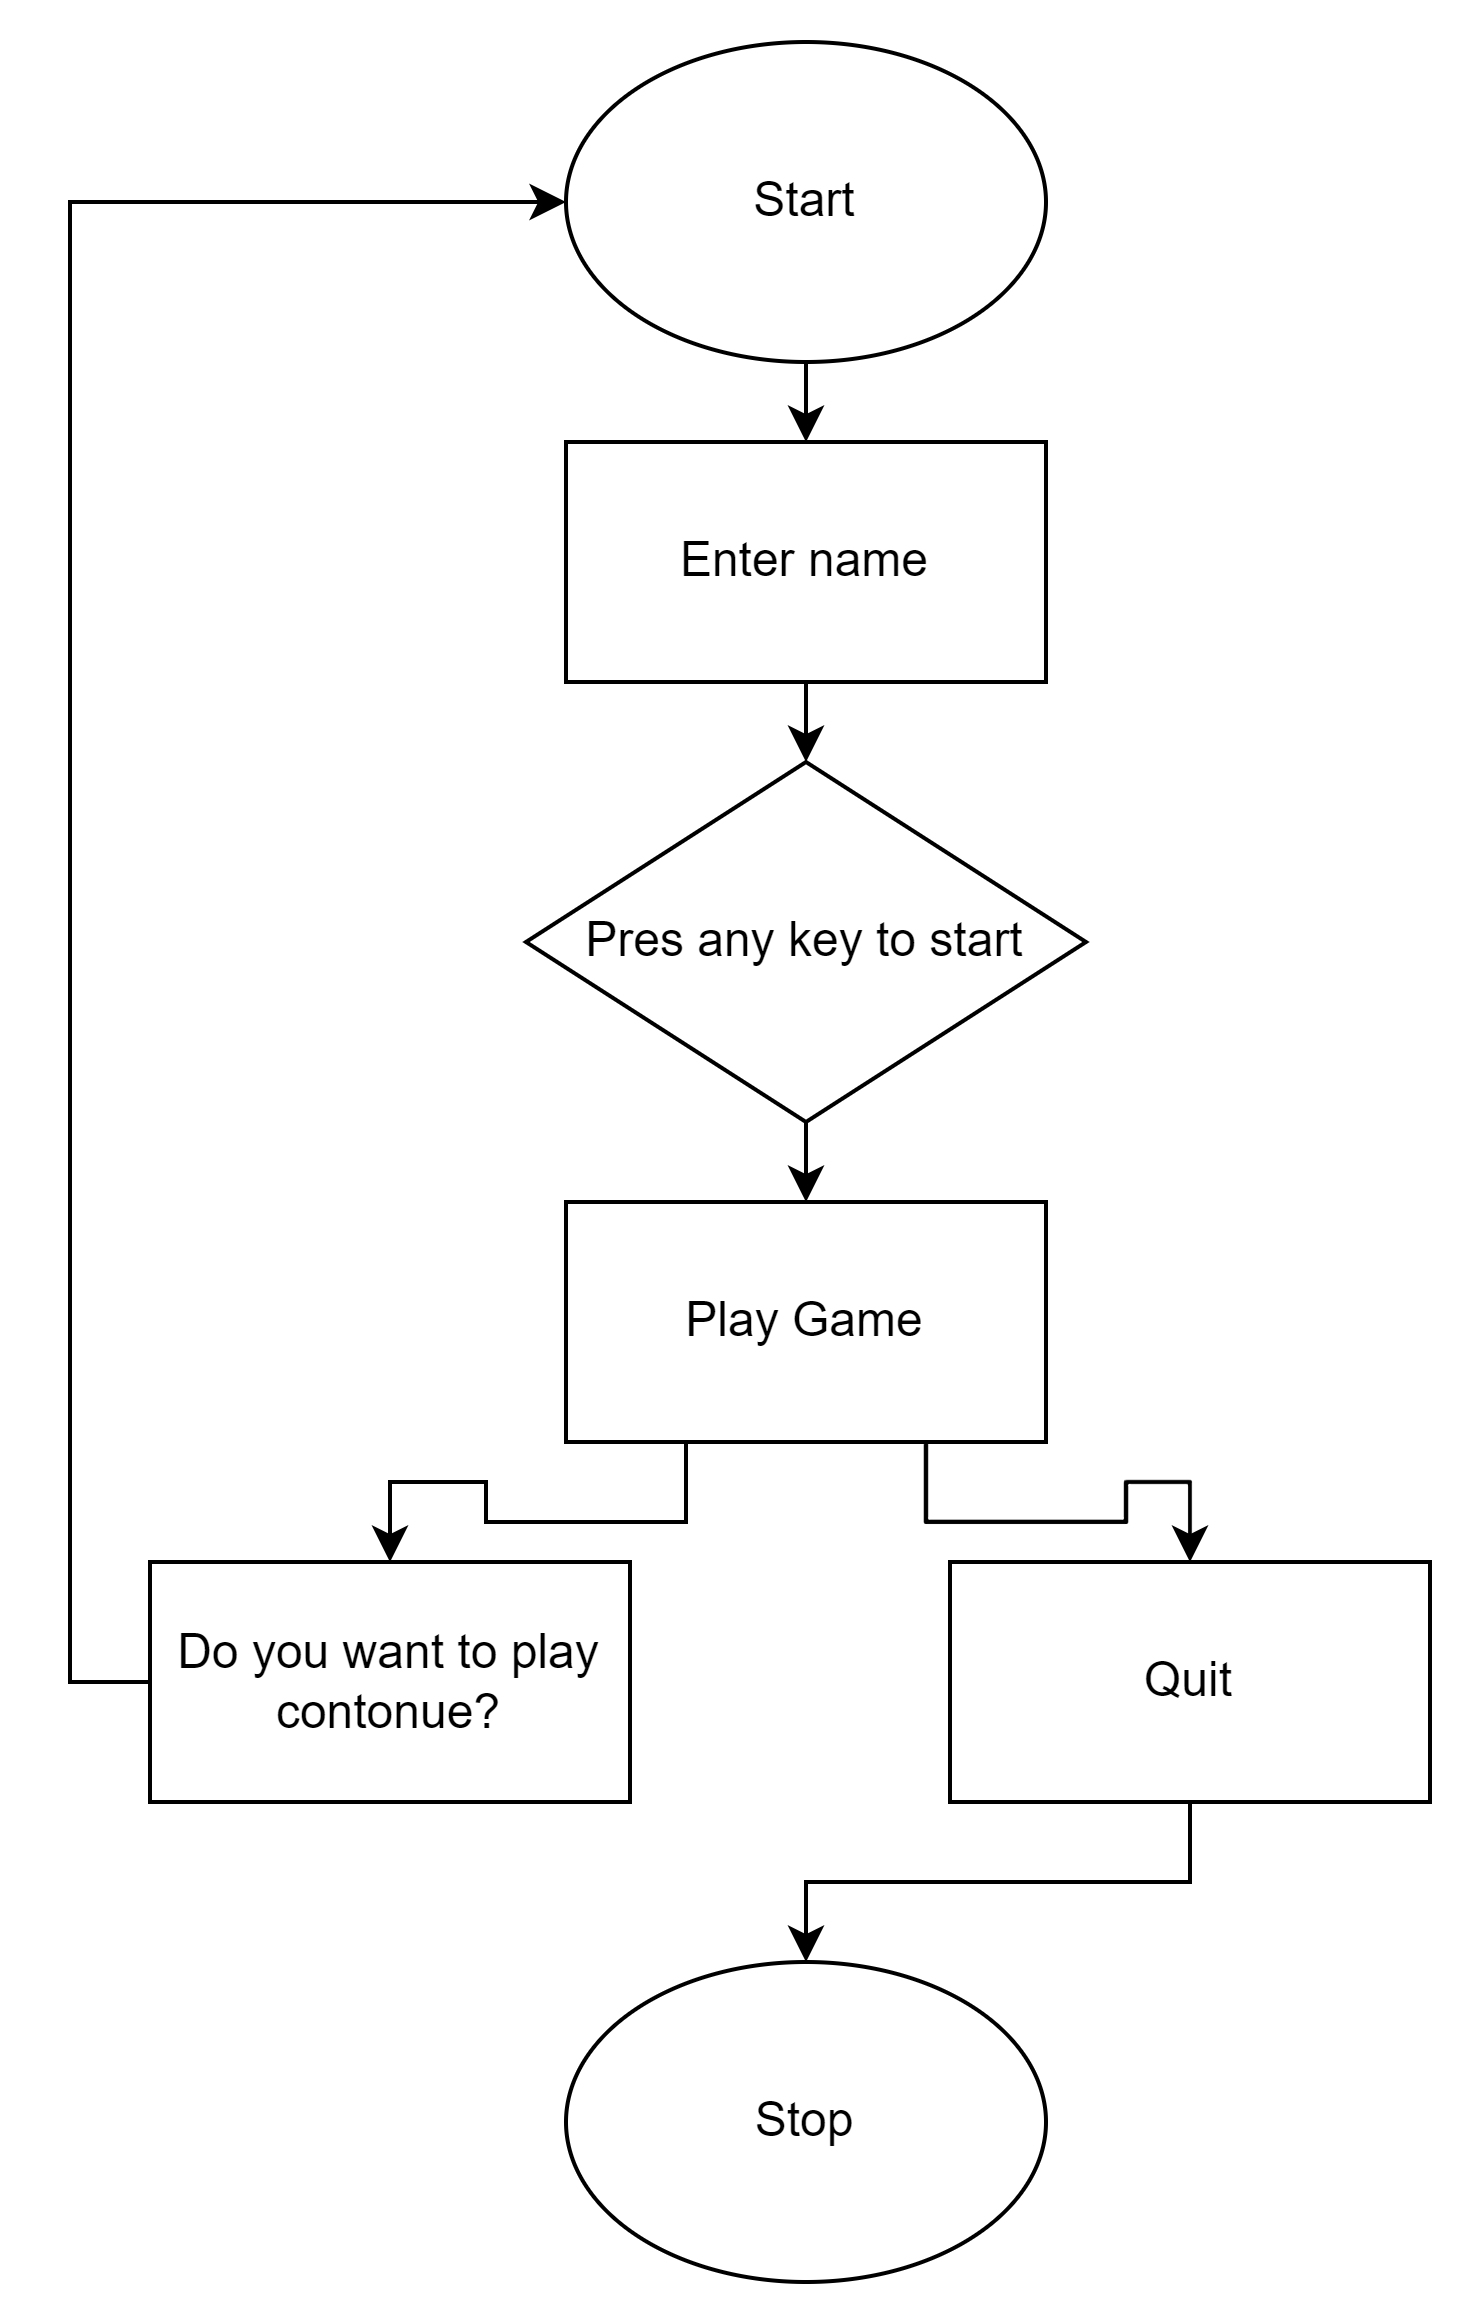 Start
Enter name
Pres any key to start
Play Game
Do you want to play
contonue?
Quit
Stop